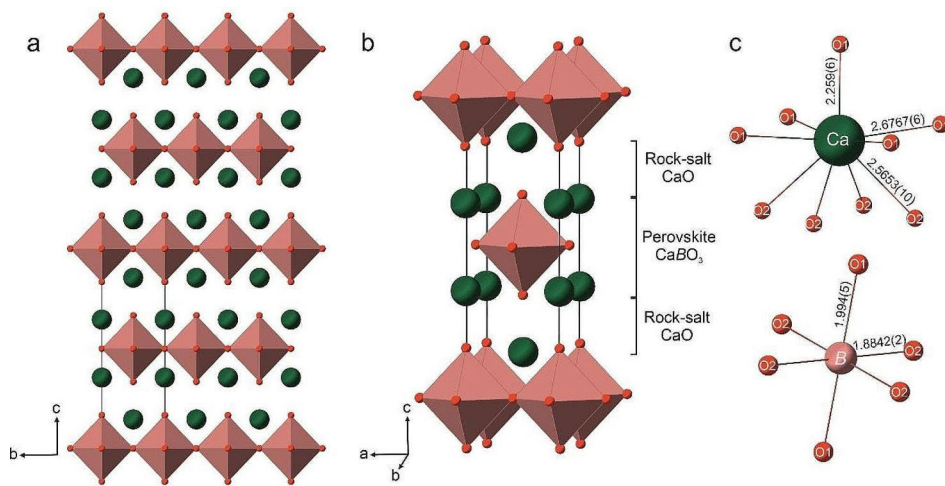 a
b
c
Rock-salt
CaO
Perovskite
CaBO₃
Rock-salt
CaO
c
b
c
a
b
O1
2.259(6)
O1
2.6767(6)
O1
Ca
O1
2.5653(10)
O2
O2
O2
O2
O1
1.994(5)
O2
1.8842(2)
O2
O2
B
O2
O1